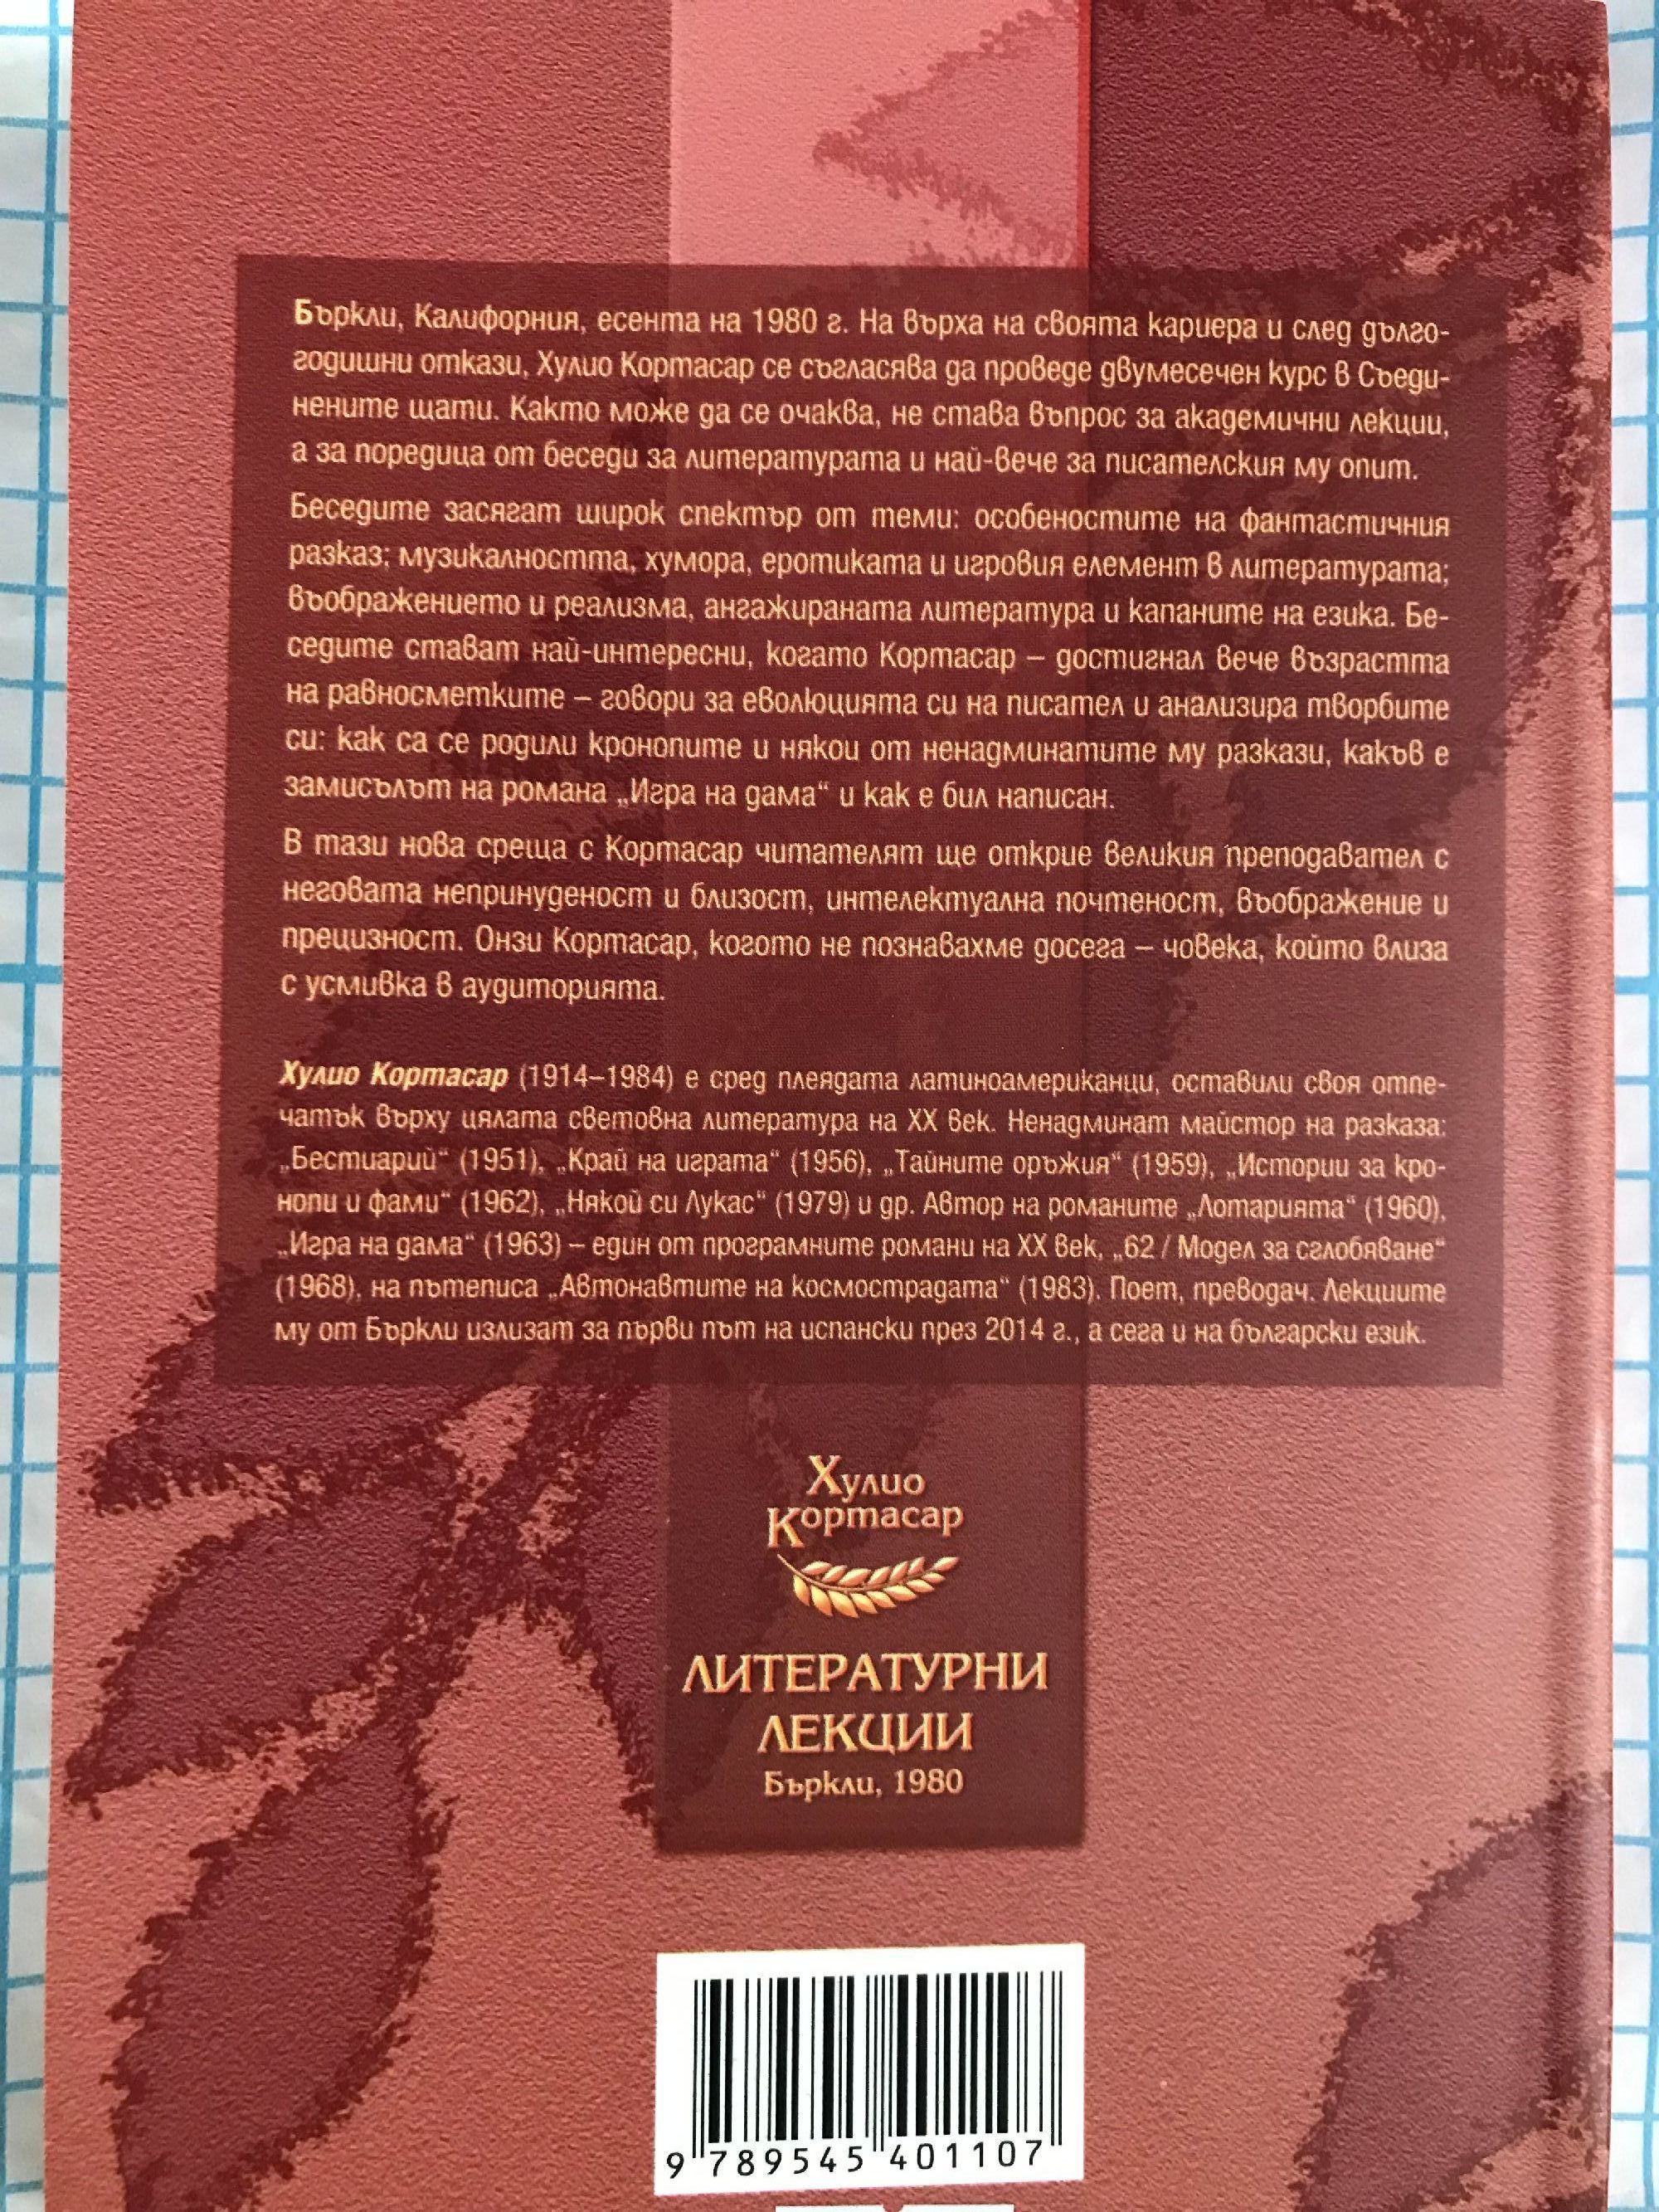 Бъркли, Калифорния, есента на 1980 г. На върха на своята кариера и след дълго-
годишни откази, Хулио Кортасар се съгласява да проведе двумесечен курс в Съеди-
нените щати. Както може да се очаква, не става въпрос за академични лекции,
а за поредица от беседи за литературата и най-вече за писателския му опит.
Беседите засягат широк спектър от теми: особеностите на фантастичния
разказ; музикалността, хумора, еротиката и игровия елемент в литературата;
въображението и реализма, ангажираната литература и капаните на езика. Бе-
седите стават най-интересни, когато Кортасар – достигнал вече възрастта
на равносметките – говори за еволюцията си на писател и анализира творбите
си: как са се родили кронопите и някои от ненадминатите му разкази, какъв е
замисълът на романа „Игра на дама“ и как е бил написан.
В тази нова среща с Кортасар читателят ще открие великия преподавател с
неговата непринуденост и близост, интелектуална почтеност, въображение и
прецизност. Онзи Кортасар, когото не познавахме досега – човека, който влиза
с усмивка в аудиторията.
Хулио Кортасар (1914–1984) е сред плеядата латиноамериканци, оставили своя отпе-
чатък върху цялата световна литература на XX век. Ненадминат майстор на разказа:
„Бестиарий“ (1951), „Край на играта“ (1956), „Тайните оръжия“ (1959), „Истории за кро-
нопи и фами“ (1962), „Някой си Лукас“ (1979) и др. Автор на романите „Лотарията“ (1960),
„Игра на дама“ (1963) – един от програмните романи на XX век, „62 / Модел за сглобяване“
(1968), на пътеписа „Автонавтите на космострадата“ (1983). Поет, преводач. Лекциите
му от Бъркли излизат за първи път на испански през 2014 г., а сега и на български език.
Хулио
Кортасар
ЛИТЕРАТУРНИ
ЛЕКЦИИ
Бъркли, 1980
9 789545 401107